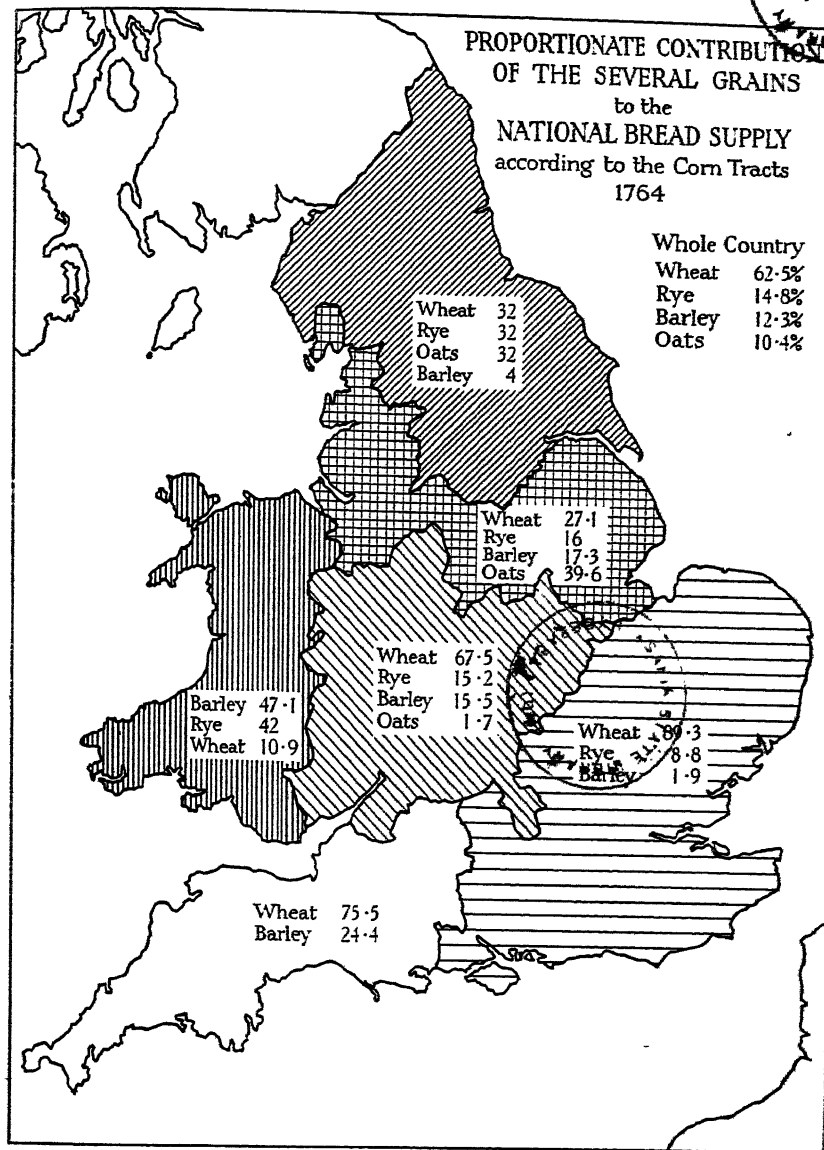 PROPORTIONATE CONTRIBUTION
OF THE SEVERAL GRAINS
to the
NATIONAL BREAD SUPPLY
according to the Corn Tracts
1764
Whole Country
Wheat 62·5%
Rye 14·8%
Barley 12·3%
Oats 10·4%
Wheat 32
Rye 32
Oats 32
Barley 4
Wheat 27·1
Rye 16
Barley 17·3
Oats 39·6
Wheat 67·5
Rye 15·2
Barley 15·5
Oats 1·7
Barley 47·1
Rye 42
Wheat 10·9
Wheat 89·3
Rye 8·8
Barley 1·9
Wheat 75·5
Barley 24·4
STATE